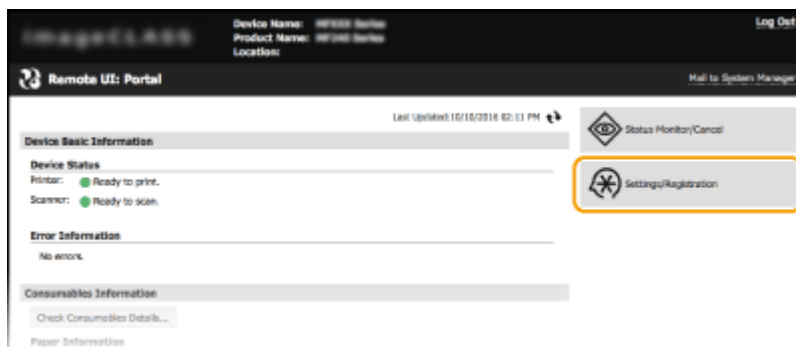 imageCLASS
Device Name:
Product Name:
Location:
Log Out
Remote UI: Portal
Mail to System Manager
Last Updated:10/10/2016 02:11 PM
Device Basic Information
Device Status
Printer: Ready to print.
Scanner: Ready to scan.
Error Information
No errors.
Consumables Information
Check Consumables Details...
Paper Information
Status Monitor/Cancel
Settings/Registration